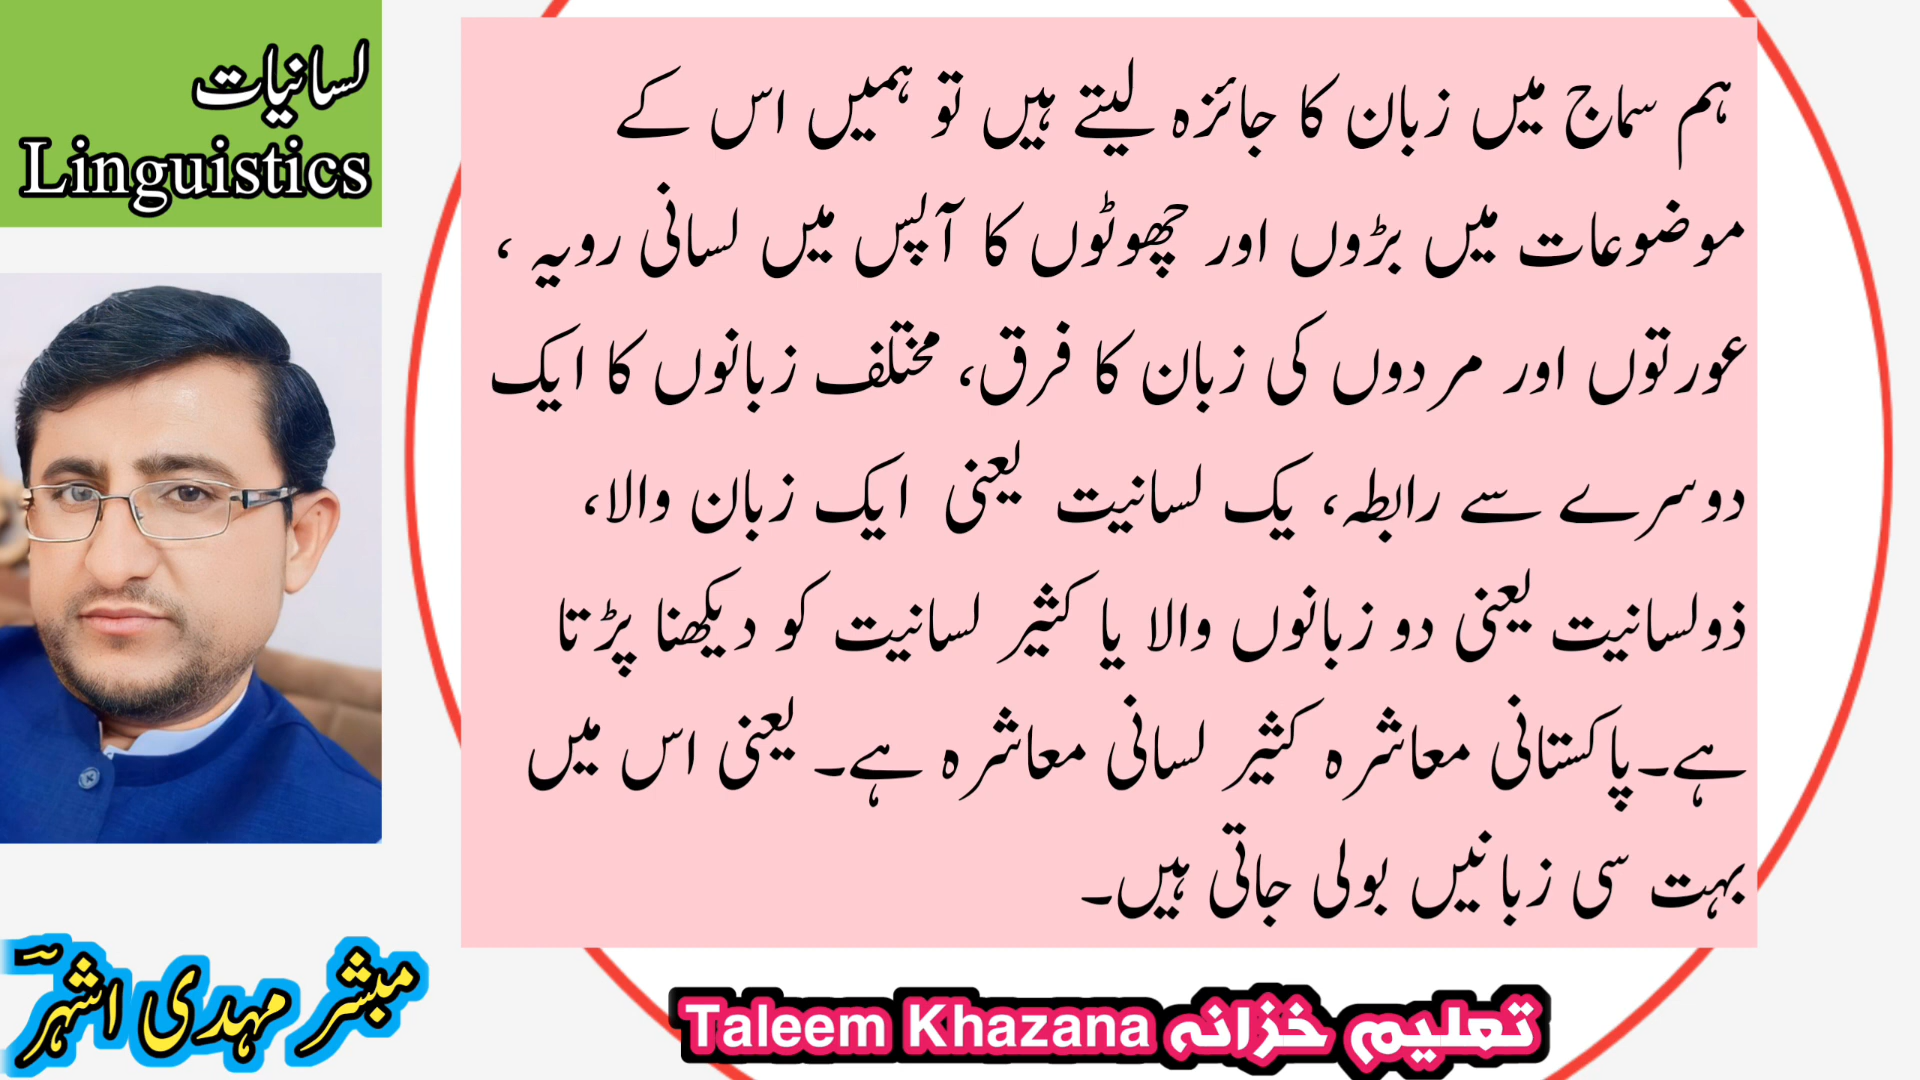 لسانیات
Linguistics
ہم سماج میں زبان کا جائزہ لیتے ہیں تو ہمیں اس کے
موضوعات میں بڑوں اور چھوٹوں کا آپس میں لسانی رویہ ،
عورتوں اور مردوں کی زبان کا فرق، مختلف زبانوں کا ایک
دوسرے سے رابطہ، یک لسانیت یعنی ایک زبان والا،
ذولسانیت یعنی دو زبانوں والا یا کثیر لسانیت کو دیکھنا پڑتا
ہے۔پاکستانی معاشرہ کثیر لسانی معاشرہ ہے۔ یعنی اس میں
بہت سی زبانیں بولی جاتی ہیں۔
مبشر مہدی اشہرؔ
Taleem Khazana تعلیم خزانہ